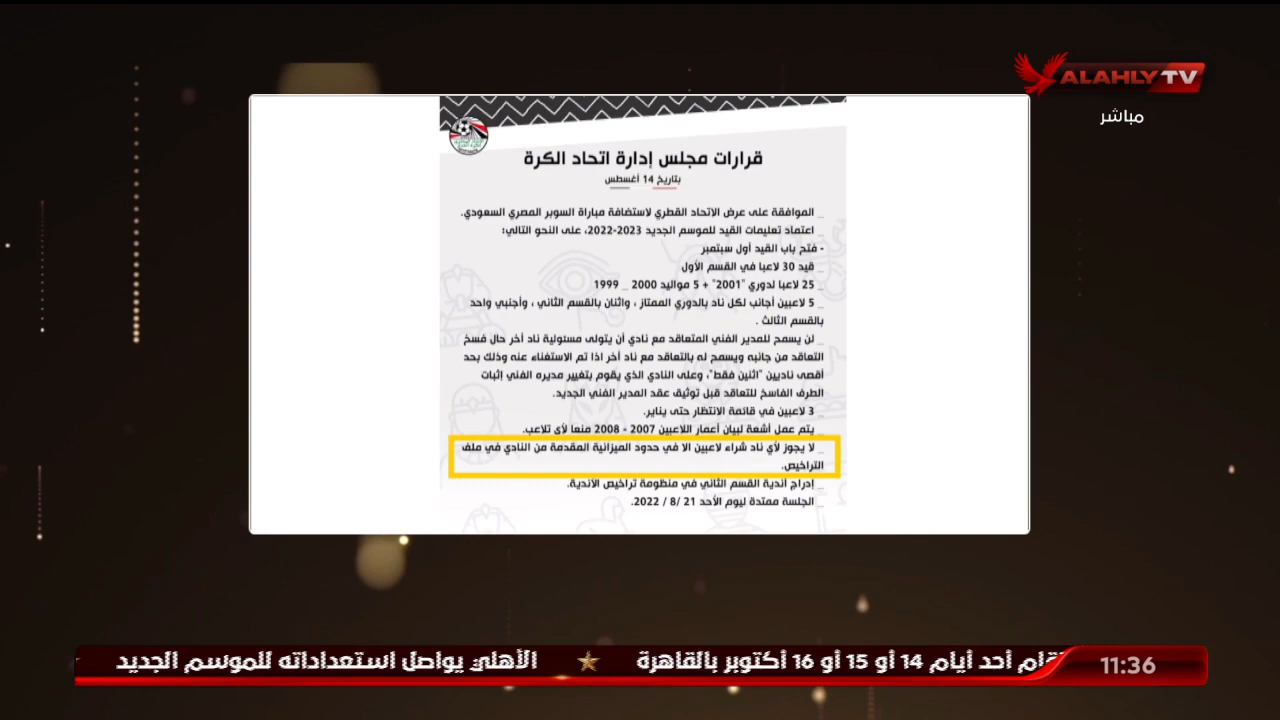 ALAHLY TV
مباشر
قرارات مجلس إدارة اتحاد الكرة
بتاريخ 14 أغسطس
_ الموافقة على عرض الاتحاد القطري لاستضافة مباراة السوبر المصري السعودي.
_ اعتماد تعليمات القيد للموسم الجديد 2023-2022، على النحو التالي:
- فتح باب القيد أول سبتمبر
_ قيد 30 لاعبا في القسم الأول
_ 25 لاعبا لدوري "2001" + 5 مواليد 2000 _ 1999
_ 5 لاعبين أجانب لكل ناد بالدوري الممتاز ، واثنان بالقسم الثاني ، وأجنبي واحد
بالقسم الثالث .
_ لن يسمح للمدير الفني المتعاقد مع نادي أن يتولى مسئولية ناد أخر حال فسخ
التعاقد من جانبه ويسمح له بالتعاقد مع ناد أخر اذا تم الاستغناء عنه وذلك بحد
أقصى ناديين "اثنين فقط"، وعلى النادي الذي يقوم بتغيير مديره الفني إثبات
الطرف الفاسخ للتعاقد قبل توثيق عقد المدير الفني الجديد.
_ 3 لاعبين في قائمة الانتظار حتى يناير.
_ يتم عمل أشعة لبيان أعمار اللاعبين 2007 - 2008 منعا لأى تلاعب.
_ لا يجوز لأي ناد شراء لاعبين الا في حدود الميزانية المقدمة من النادي في ملف
التراخيص.
_ إدراج أندية القسم الثاني في منظومة تراخيص الأندية.
_ الجلسة ممتدة ليوم الأحد 21 /8 / 2022.
تقام أحد أيام 14 أو 15 أو 16 أكتوبر بالقاهرة ★ الأهلي يواصل استعداداته للموسم الجديد
11:36